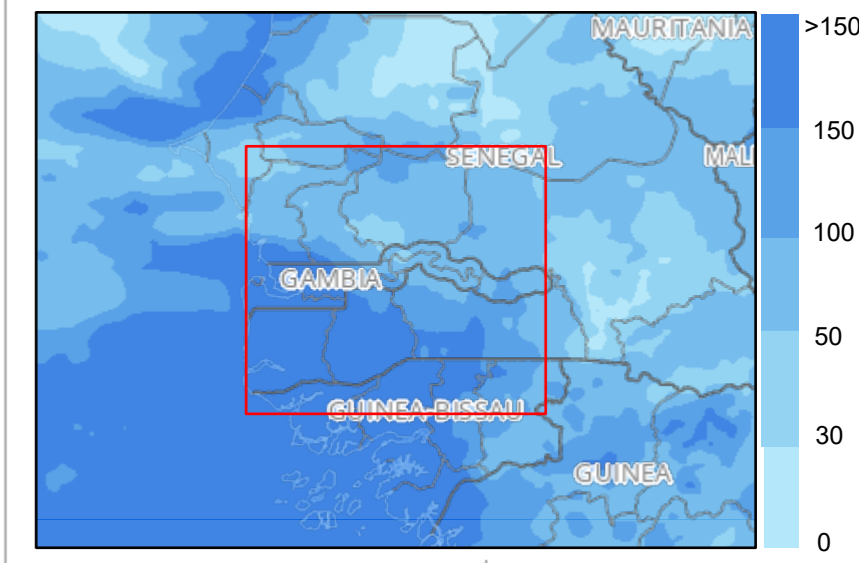 MAURITANIA
>150
150
SENEGAL
MALI
100
GAMBIA
50
GUINEA-BISSAU
30
GUINEA
0